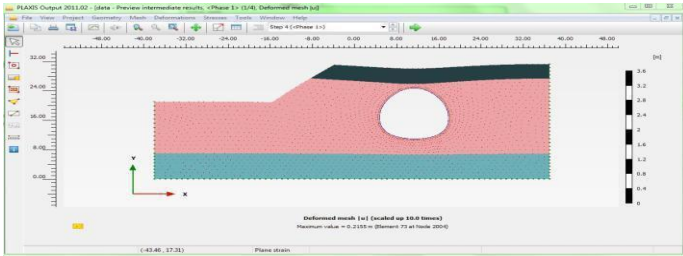 PLAXIS Output 2011.02 - [data - Preview intermediate results, <Phase 1> (1/4), Deformed mesh |u|]
File View Project Geometry Mesh Deformations Stresses Tools Window Help
Step 4 (<Phase 1>)
-48.00 -40.00 -32.00 -24.00 -16.00 -8.00 0.00 8.00 16.00 24.00 32.00 40.00 48.00
[m]
32.00
24.00
16.00
8.00
0.00
3.6
3.2
2.8
2.4
2
1.6
1.2
0.8
0.4
0
Y
X
Deformed mesh |u| (scaled up 10.0 times)
Maximum value = 0.2155 m (Element 73 at Node 2004)
(-43.46 , 17.31) Plane strain